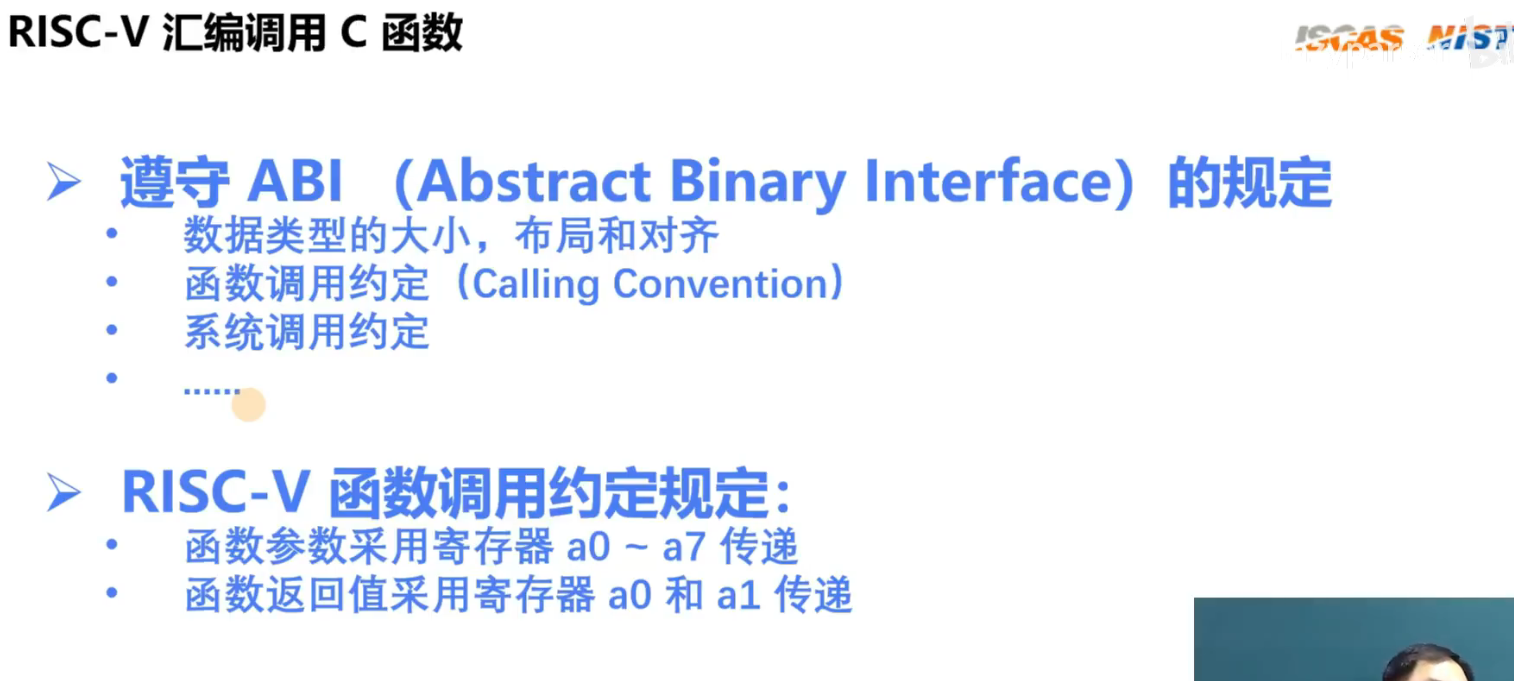 RISC-V 汇编调用 C 函数
ISCAS
➢ 遵守 ABI （Abstract Binary Interface）的规定
• 数据类型的大小，布局和对齐
• 函数调用约定（Calling Convention）
• 系统调用约定
• ......
➢ RISC-V 函数调用约定规定：
• 函数参数采用寄存器 a0 ~ a7 传递
• 函数返回值采用寄存器 a0 和 a1 传递